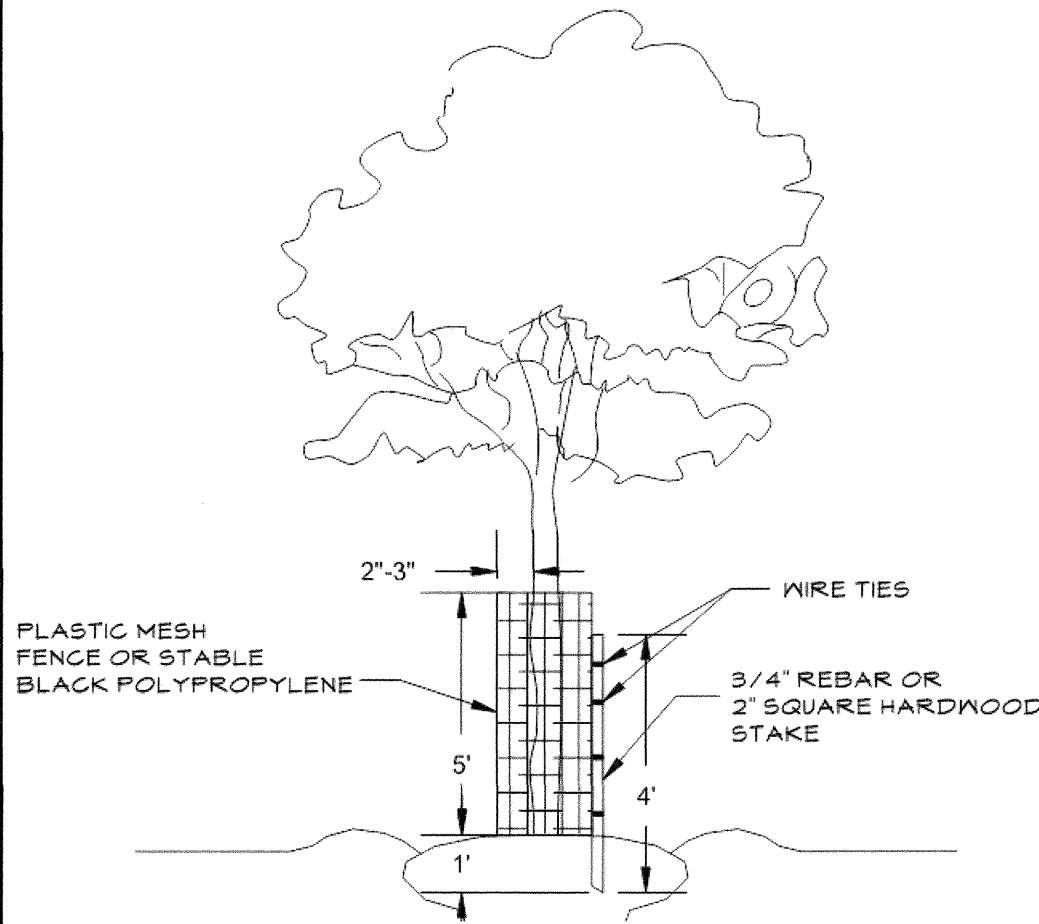 2"-3"
WIRE TIES
PLASTIC MESH
FENCE OR STABLE
BLACK POLYPROPYLENE
3/4" REBAR OR
2" SQUARE HARDWOOD
STAKE
5'
4'
1'